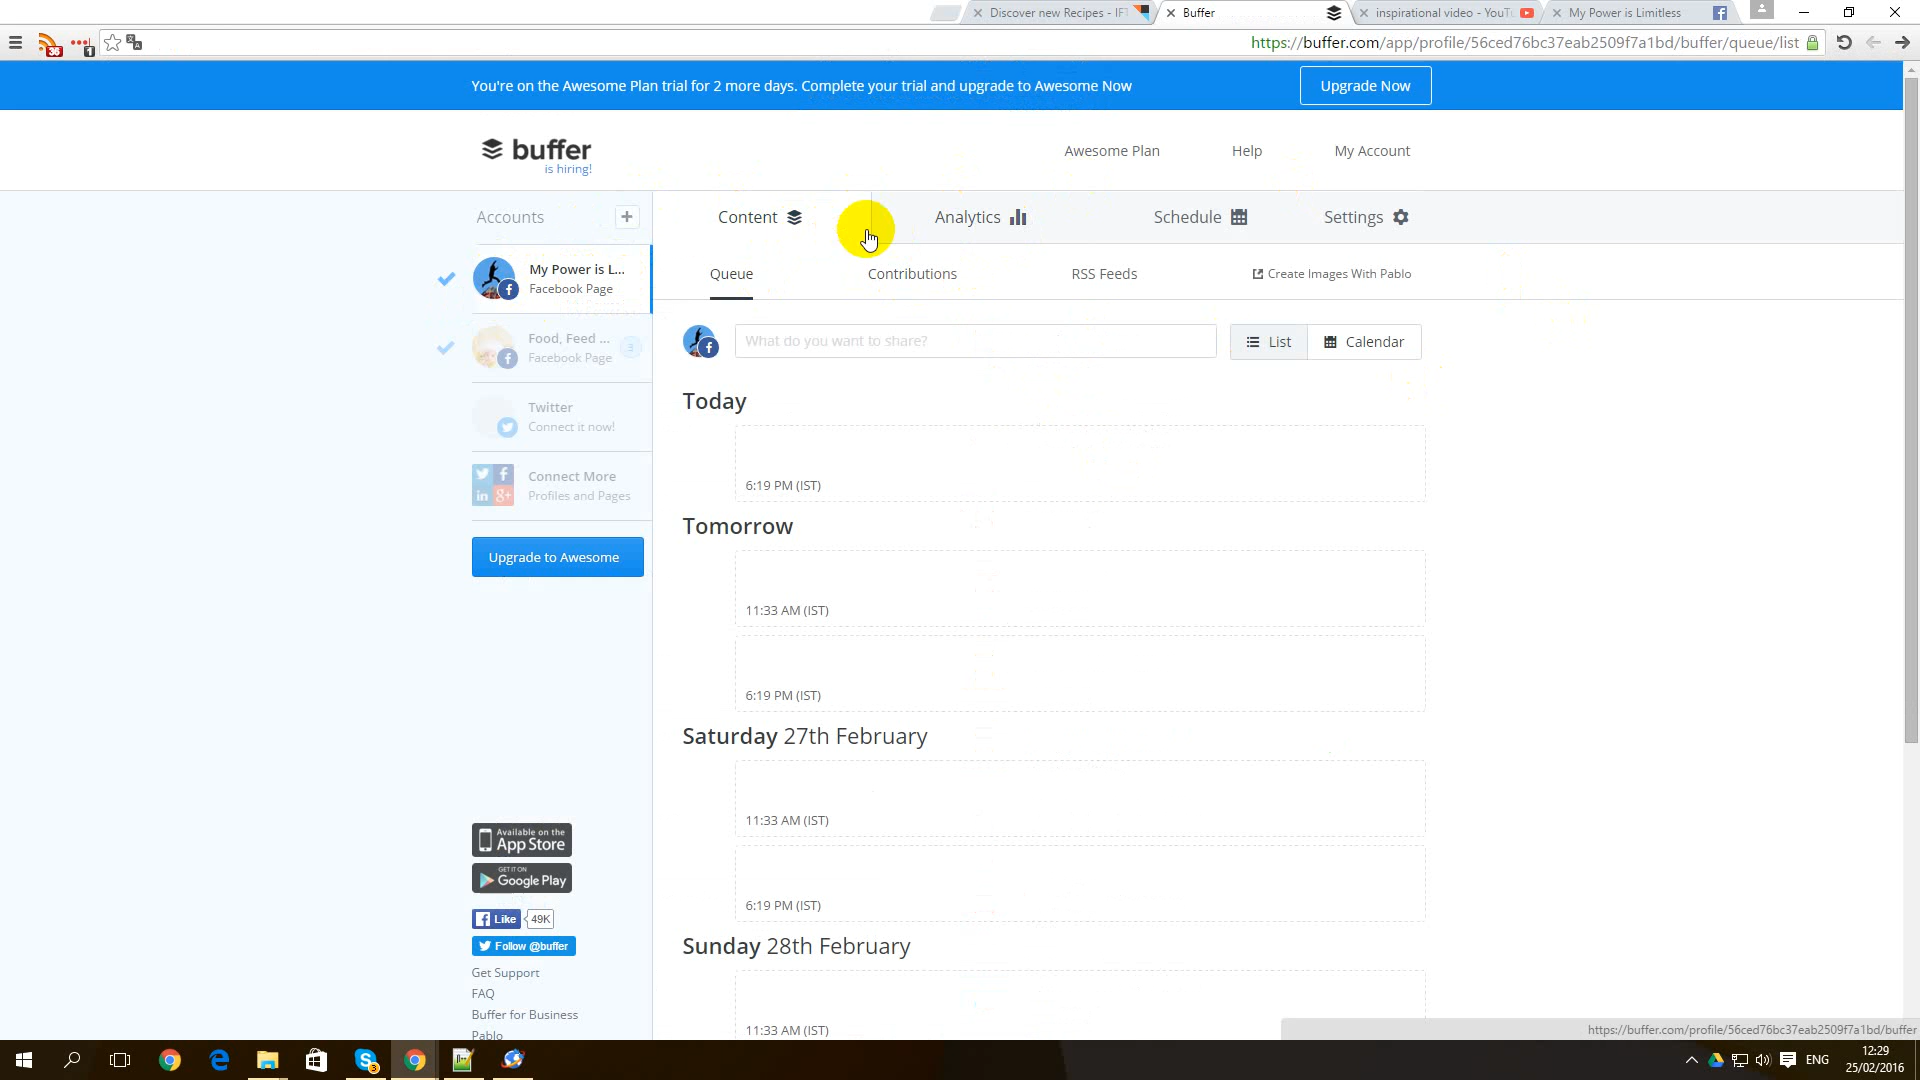 Discover new Recipes - IFT
Buffer
inspirational video - YouTu
My Power is Limitless
36
1
https://buffer.com/app/profile/56ced76bc37eab2509f7a1bd/buffer/queue/list
You're on the Awesome Plan trial for 2 more days. Complete your trial and upgrade to Awesome Now
Upgrade Now
buffer
is hiring!
Awesome Plan
Help
My Account
Accounts
+
Content
Analytics
Schedule
Settings
My Power is L...
Facebook Page
Queue
Contributions
RSS Feeds
Create Images With Pablo
Food, Feed ...
Facebook Page
3
What do you want to share?
List
Calendar
Twitter
Connect it now!
Connect More
Profiles and Pages
Upgrade to Awesome
Today
6:19 PM (IST)
Tomorrow
11:33 AM (IST)
6:19 PM (IST)
Saturday 27th February
11:33 AM (IST)
6:19 PM (IST)
Sunday 28th February
11:33 AM (IST)
Available on the
App Store
GET IT ON
Google Play
Like
49K
Follow @buffer
Get Support
FAQ
Buffer for Business
Pablo
https://buffer.com/profile/56ced76bc37eab2509f7a1bd/buffer
3
ENG
12:29
25/02/2016